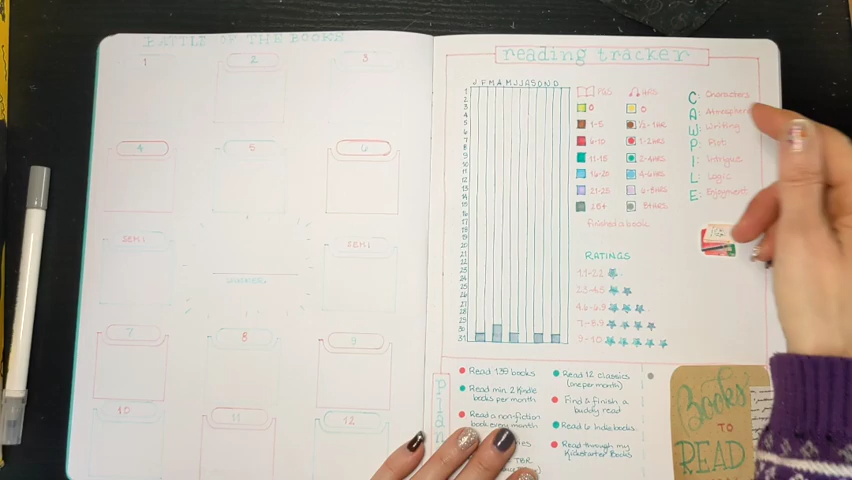 BATTLE OF THE BOOKS
1 2 3
4 5 6
SEMI SEMI
WINNER
7 8 9
10 11 12
reading tracker
J F M A M J J A S O N D
1
2
3
4
5
6
7
8
9
10
11
12
13
14
15
16
17
18
19
20
21
22
23
24
25
26
27
28
29
30
31
PGS HRS
0 0
1-5 ½-1HR
6-10 1-2HRS
11-15 2-4HRS
16-20 4-6HRS
21-25 6-8HRS
25+ 8HRS
finished a book
C: Characters
A: Atmosphere
W: Writing
P: Plot
I: Intrigue
L: Logic
E: Enjoyment
RATINGS
1.1-2.2
2.3-4.5
4.6-6.9
7-8.9
9-10
plan
Read 139 books
Read min. 2 Kindle
books per month
Read a non-fiction
book every month
TBR
Read 12 classics
(one per month)
Find & finish a
buddy read
Read 6 Indie books
Read through my
Kickstarter Books
Books
TO
READ